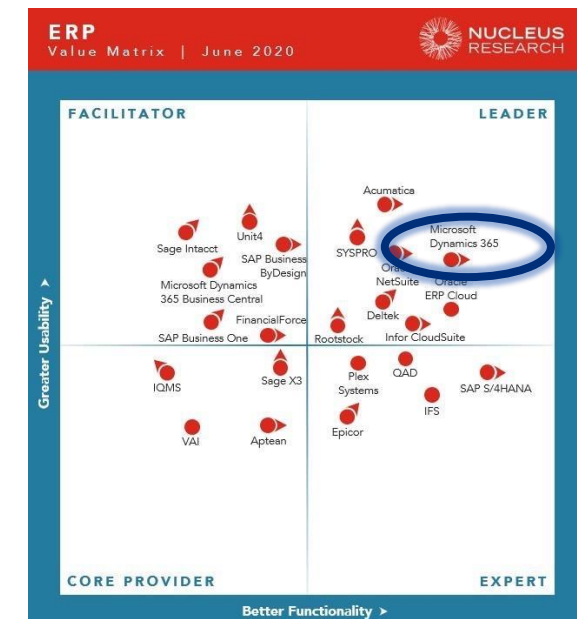 ERP
Value Matrix | June 2020
NUCLEUS
RESEARCH
FACILITATOR
LEADER
Acumatica
Unit4
Sage Intacct
SAP Business
ByDesign
Microsoft Dynamics
365 Business Central
SYSPRO
Microsoft
Dynamics 365
Oracle
NetSuite
Oracle
ERP Cloud
Deltek
FinancialForce
SAP Business One
Rootstock
Infor CloudSuite
IQMS
Sage X3
Plex
Systems
QAD
SAP S/4HANA
IFS
VAI
Aptean
Epicor
Greater Usability >
CORE PROVIDER
EXPERT
Better Functionality >